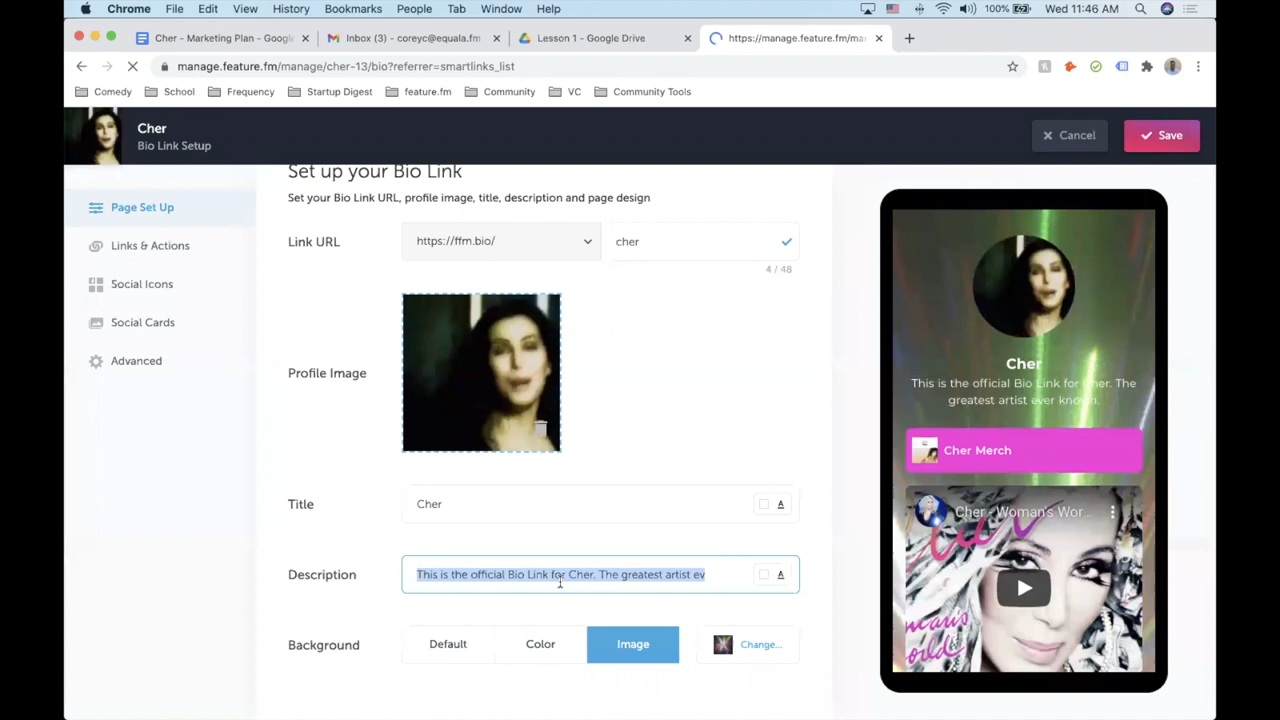 Chrome File Edit View History Bookmarks People Tab Window Help 100% Wed 11:46 AM
Cher - Marketing Plan - Google Inbox (3) - coreyc@equala.fm Lesson 1 - Google Drive https://manage.feature.fm/ma
manage.feature.fm/manage/cher-13/bio?referrer=smartlinks_list
Comedy School Frequency Startup Digest feature.fm Community VC Community Tools
Cher
Bio Link Setup
Cancel
Save
Page Set Up
Links & Actions
Social Icons
Social Cards
Advanced
Set up your Bio Link
Set your Bio Link URL, profile image, title, description and page design
Link URL https://ffm.bio/ cher
4 / 48
Profile Image
Title Cher A
Description This is the official Bio Link for Cher. The greatest artist ev A
Background Default Color Image Change...
Cher
This is the official Bio Link for Cher. The
greatest artist ever known.
Cher Merch
Cher - Woman's Wor...